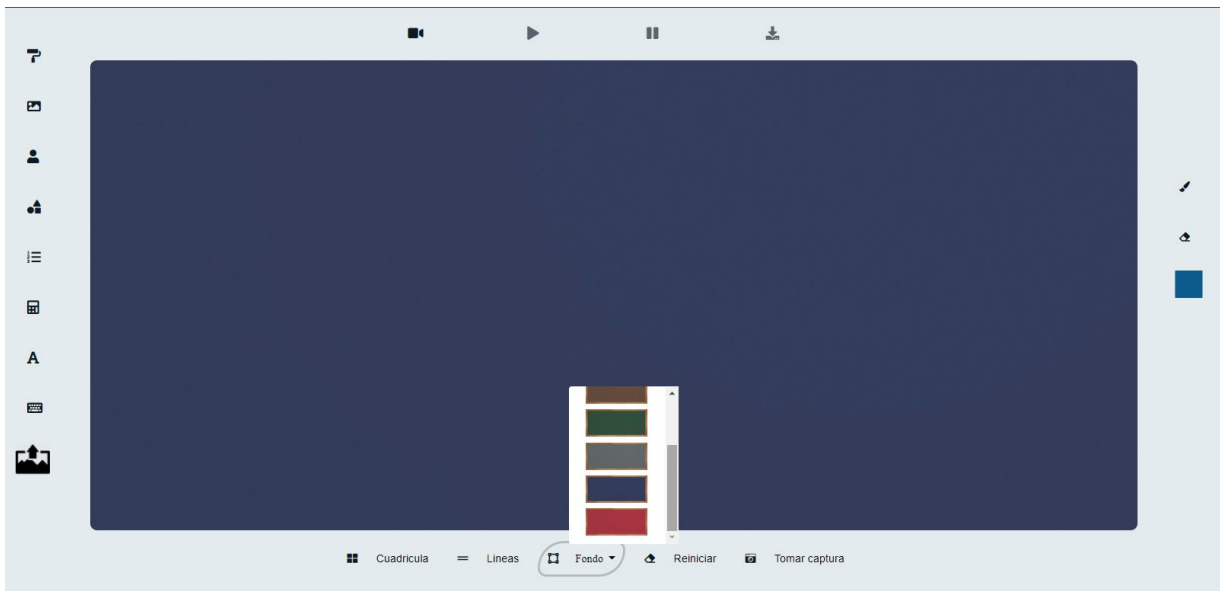 A
Cuadricula
Lineas
Fondo
Reiniciar
Tomar captura